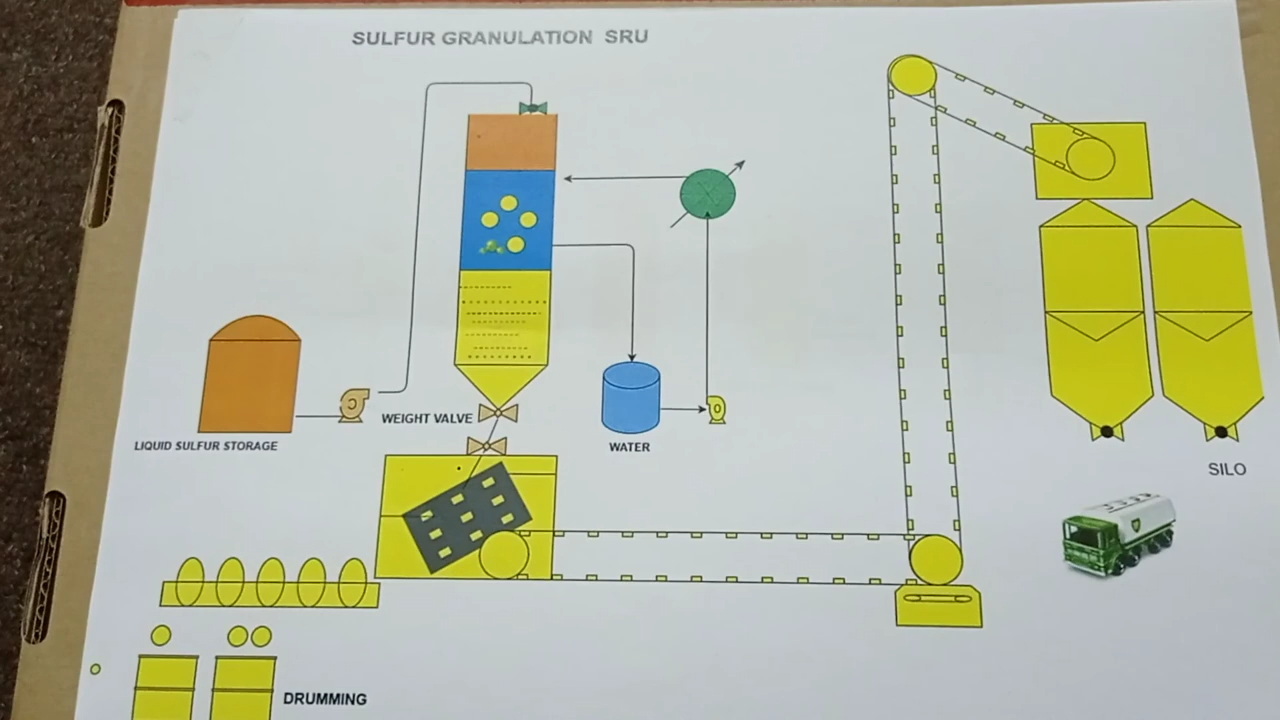 SULFUR GRANULATION SRU
WEIGHT VALVE
LIQUID SULFUR STORAGE
WATER
SILO
DRUMMING